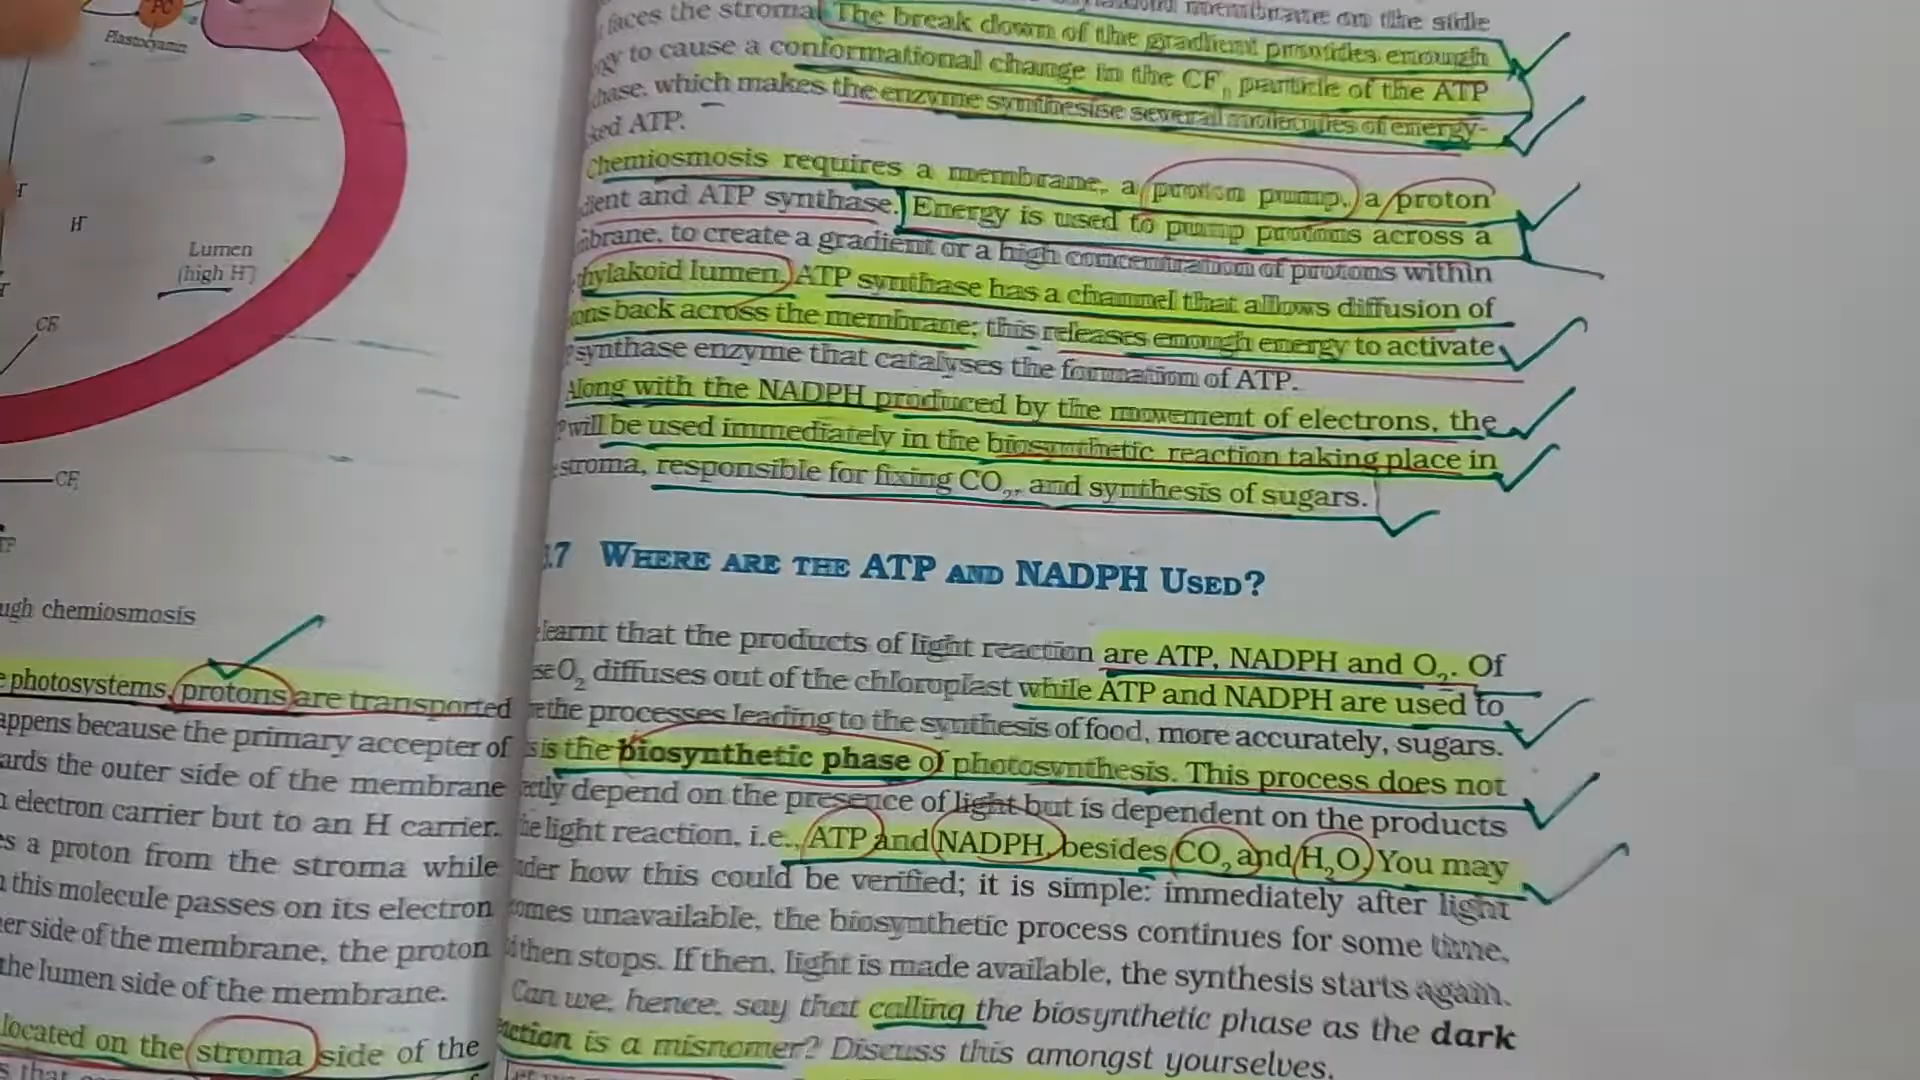 PC
Plastocyanin
H
Lumen
(high H⁺)
CF
CF
ugh chemiosmosis
photosystems, protons are transported
appens because the primary accepter of
ards the outer side of the membrane
electron carrier but to an H carrier.
es a proton from the stroma while
this molecule passes on its electron
er side of the membrane, the proton
the lumen side of the membrane.
located on the stroma side of the
membrane on the side
faces the stroma. The break down of the gradient provides enough
gy to cause a conformational change in the CF particle of the ATP
hase, which makes the enzyme synthesise several molecules of energy-
ked ATP.
Chemiosmosis requires a membrane, a proton pump, a proton
dient and ATP synthase. Energy is used to pump protons across a
mbrane, to create a gradient or a high concentration of protons within
thylakoid lumen. ATP synthase has a channel that allows diffusion of
ons back across the membrane; this releases enough energy to activate
synthase enzyme that catalyses the formation of ATP.
Along with the NADPH produced by the movement of electrons, the
will be used immediately in the biosynthetic reaction taking place in
stroma, responsible for fixing CO₂, and synthesis of sugars.
.7 WHERE ARE THE ATP AND NADPH USED?
learnt that the products of light reaction are ATP, NADPH and O₂. Of
se O₂ diffuses out of the chloroplast while ATP and NADPH are used to
the processes leading to the synthesis of food, more accurately, sugars.
s is the biosynthetic phase of photosynthesis. This process does not
ctly depend on the presence of light but is dependent on the products
he light reaction, i.e., ATP and NADPH, besides CO₂ and H₂O. You may
der how this could be verified; it is simple: immediately after light
omes unavailable, the biosynthetic process continues for some time,
then stops. If then, light is made available, the synthesis starts again.
Can we, hence, say that calling the biosynthetic phase as the dark
action is a misnomer? Discuss this amongst yourselves.